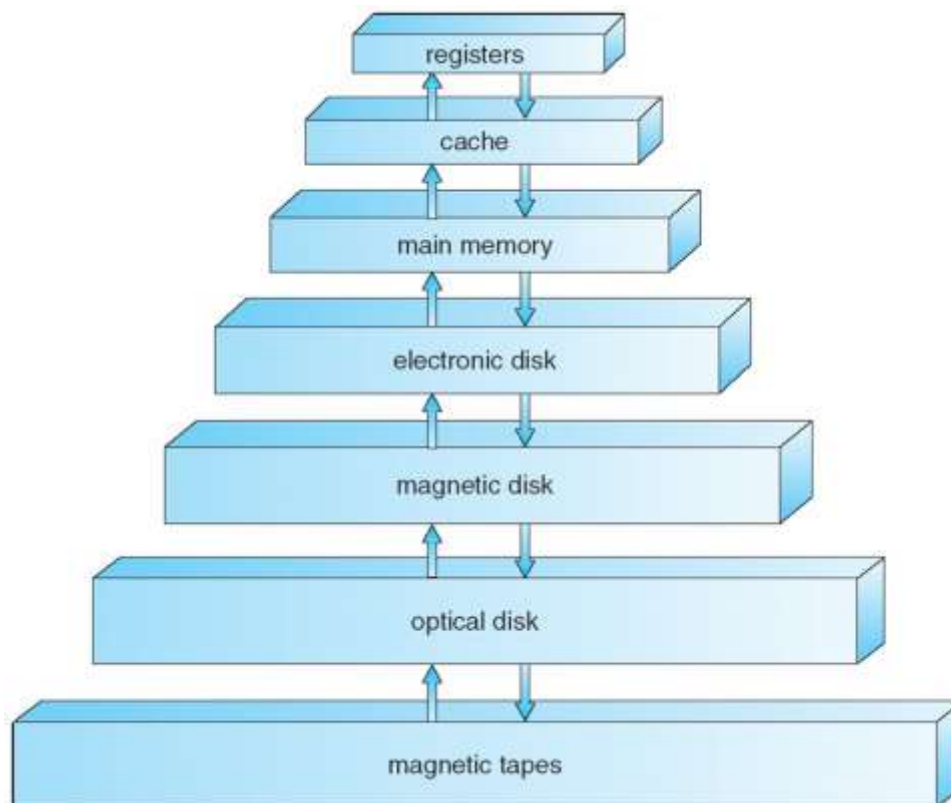 registers
cache
main memory
electronic disk
magnetic disk
optical disk
magnetic tapes